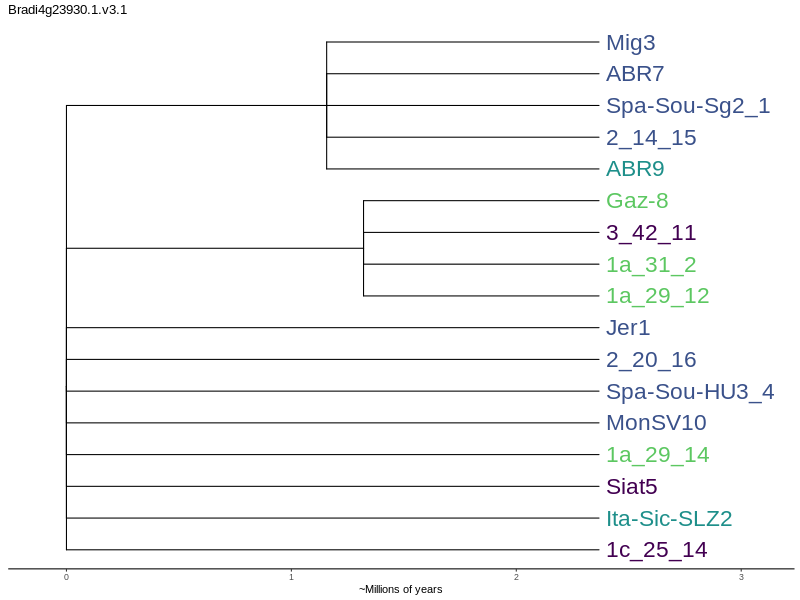 Bradi4g23930.1.v3.1
Mig3
ABR7
Spa-Sou-Sg2_1
2_14_15
ABR9
Gaz-8
3_42_11
1a_31_2
1a_29_12
Jer1
2_20_16
Spa-Sou-HU3_4
MonSV10
1a_29_14
Siat5
Ita-Sic-SLZ2
1c_25_14
0 1 2 3
~Millions of years